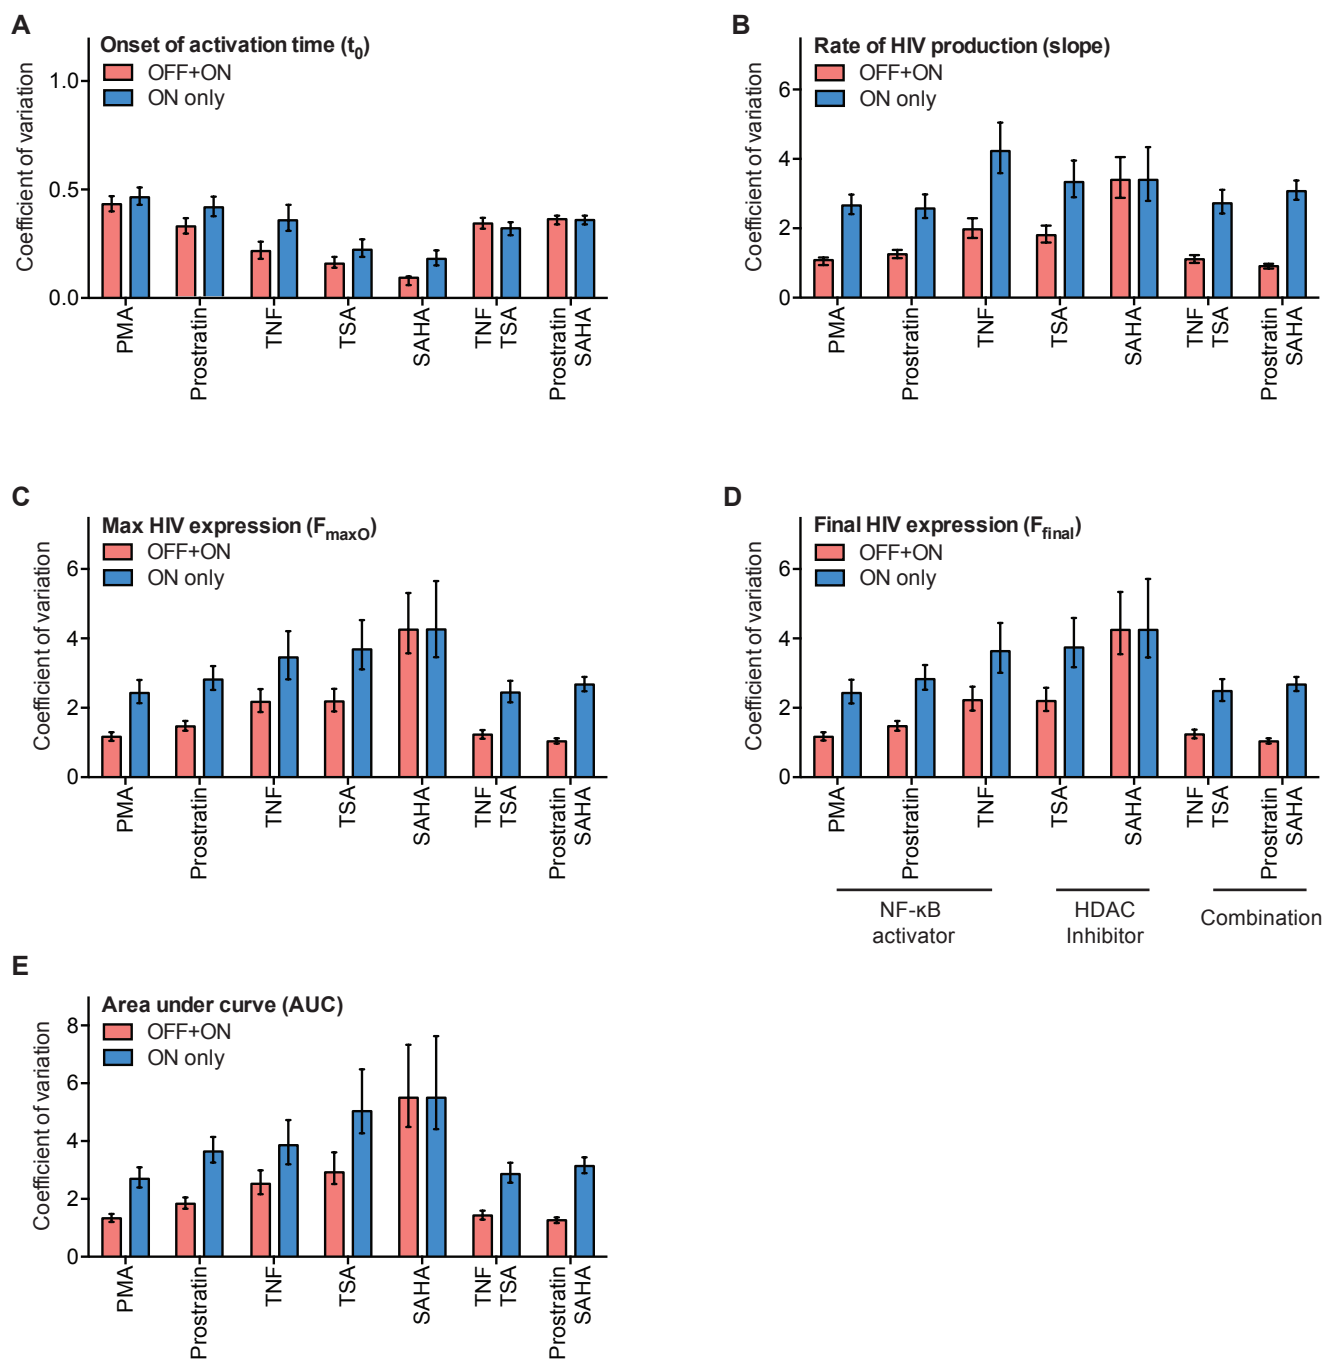 A
Onset of activation time (t0)
OFF+ON
ON only
Coefficient of variation
1.0
0.5
0.0
PMA
Prostratin
TNF
TSA
SAHA
TNF
TSA
Prostratin
SAHA
B
Rate of HIV production (slope)
OFF+ON
ON only
Coefficient of variation
6
4
2
0
PMA
Prostratin
TNF
TSA
SAHA
TNF
TSA
Prostratin
SAHA
C
Max HIV expression (FmaxO)
OFF+ON
ON only
Coefficient of variation
6
4
2
0
PMA
Prostratin
TNF
TSA
SAHA
TNF
TSA
Prostratin
SAHA
D
Final HIV expression (Ffinal)
OFF+ON
ON only
Coefficient of variation
6
4
2
0
PMA
Prostratin
TNF
TSA
SAHA
TNF
TSA
Prostratin
SAHA
NF-κB
activator
HDAC
Inhibitor
Combination
E
Area under curve (AUC)
OFF+ON
ON only
Coefficient of variation
8
6
4
2
0
PMA
Prostratin
TNF
TSA
SAHA
TNF
TSA
Prostratin
SAHA